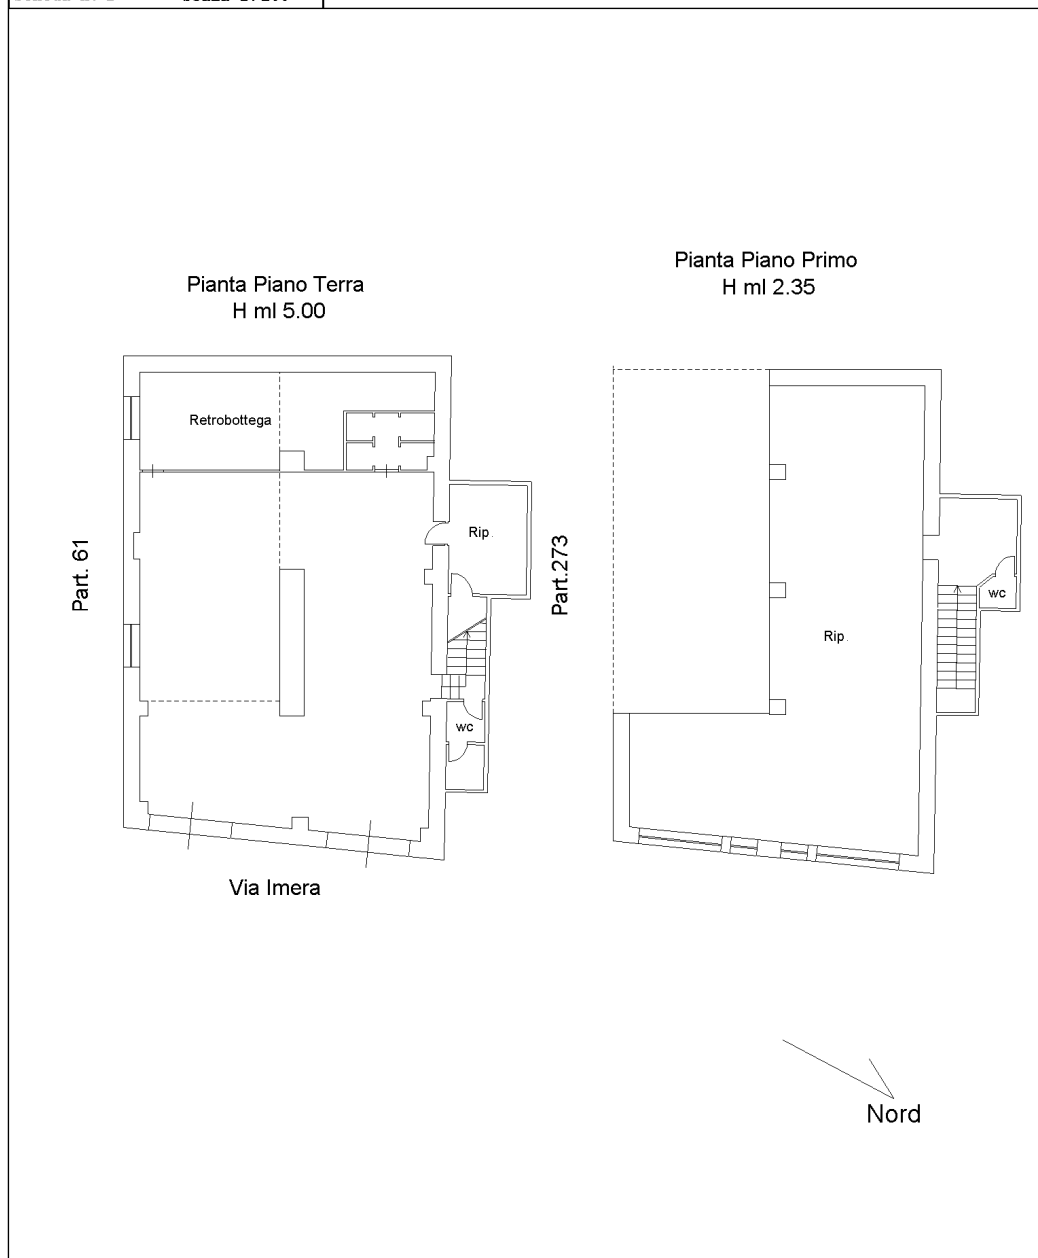 Pianta Piano Primo
H ml 2.35
Pianta Piano Terra
H ml 5.00
Retrobottega
Rip.
Part. 61
Part.273
wc
Rip.
wc
Via Imera
Nord